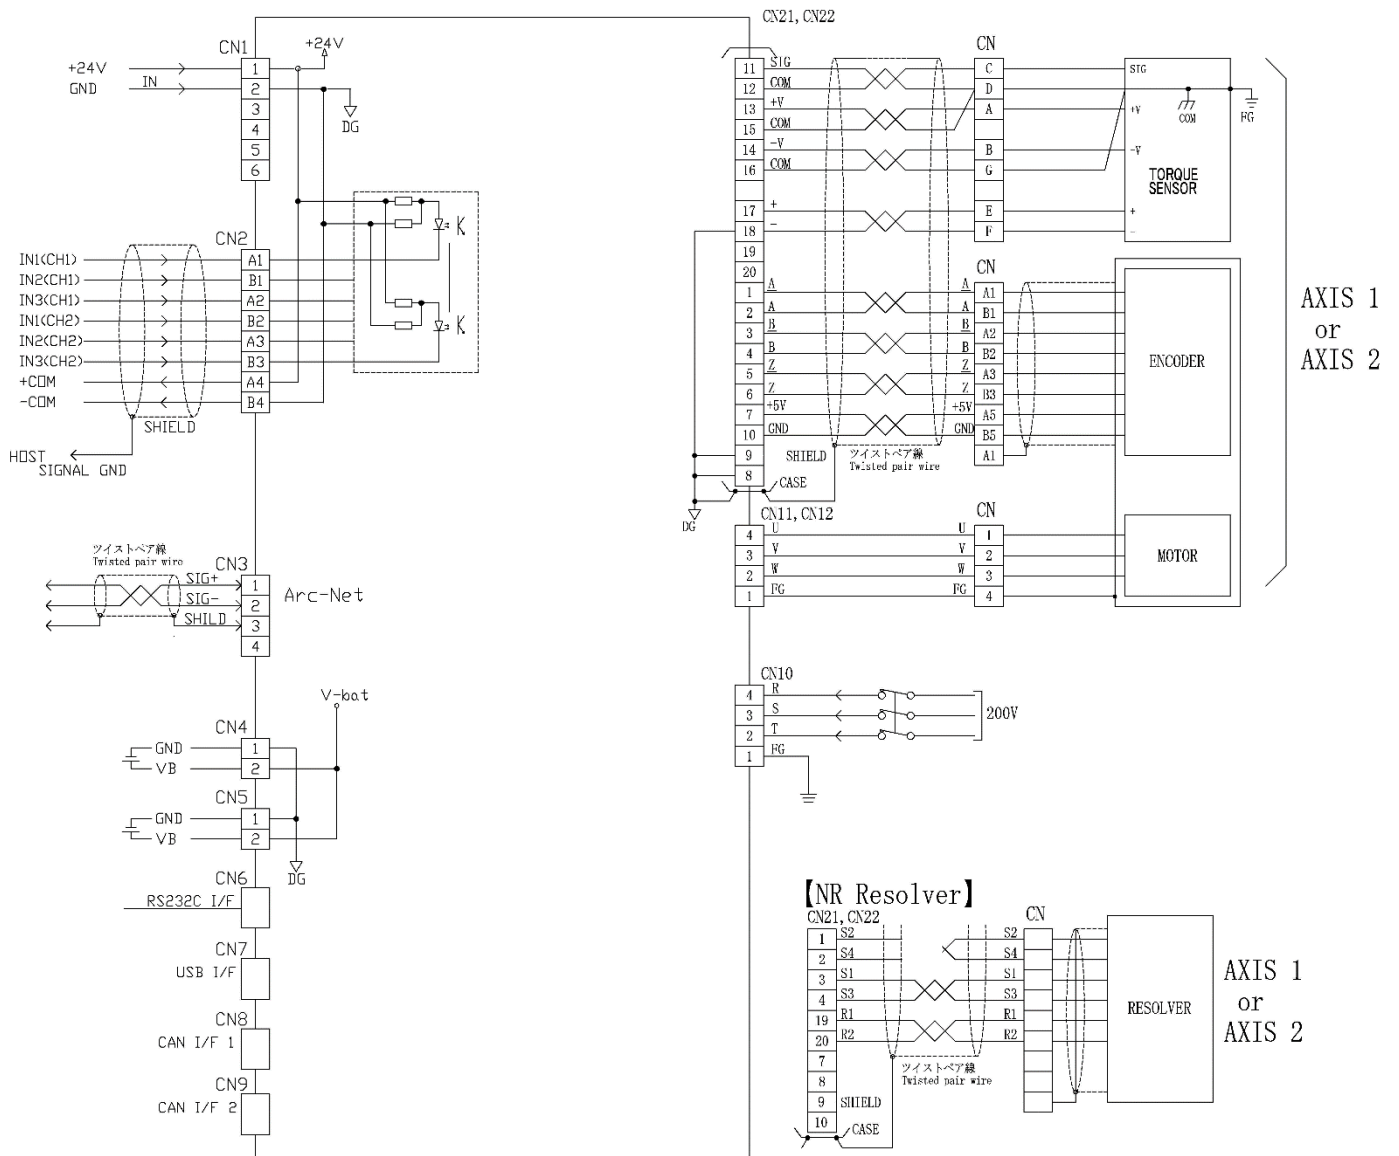 CN1
+24V
+24V
GND
IN
1
2
3
4
5
6
DG
CN2
IN1(CH1)
IN2(CH1)
IN3(CH1)
IN1(CH2)
IN2(CH2)
IN3(CH2)
+COM
-COM
A1
B1
A2
B2
A3
B3
A4
B4
K
K
SHIELD
HOST
SIGNAL GND
ツイストペア線
Twisted pair wire
CN3
SIG+
SIG-
SHILD
1
2
3
4
Arc-Net
V-bat
CN4
GND
VB
1
2
CN5
GND
VB
1
2
DG
CN6
RS232C I/F
CN7
USB I/F
CN8
CAN I/F 1
CN9
CAN I/F 2
CN21, CN22
11 SIG
12 COM
13 +V
15 COM
14 -V
16 COM
17 +
18 -
19
20
1 A
2 A
3 B
4 B
5 Z
6 Z
7 +5V
10 GND
9
8
SHIELD
CASE
DG
ツイストペア線
Twisted pair wire
CN
C
D
A
B
G
E
F
SIG
+V
-V
+
-
COM
FG
TORQUE
SENSOR
CN
A A1
A B1
B A2
B B2
Z A3
Z B3
+5V A5
GND B5
A1
ENCODER
AXIS 1
or
AXIS 2
CN11, CN12
4 U
3 V
2 W
1 FG
CN
U 1
V 2
W 3
FG 4
MOTOR
CN10
4 R
3 S
2 T
1 FG
200V
【NR Resolver】
CN21, CN22
1 S2
2 S4
3 S1
4 S3
19 R1
20 R2
7
8
9 SHIELD
10
CASE
ツイストペア線
Twisted pair wire
CN
S2
S4
S1
S3
R1
R2
RESOLVER
AXIS 1
or
AXIS 2